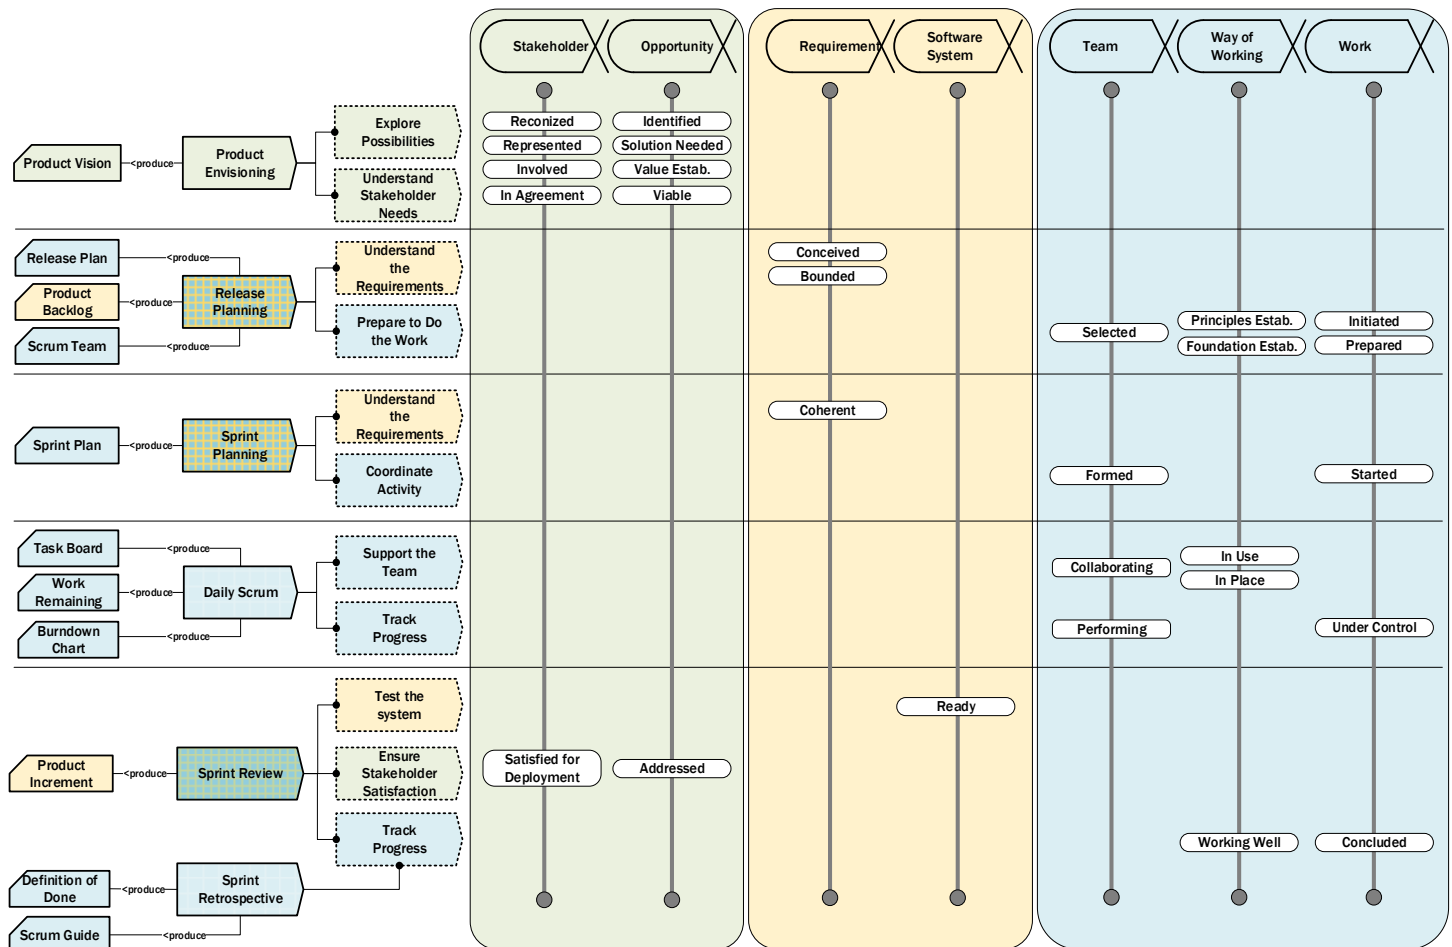 Stakeholder
Opportunity
Requirement
Software
System
Team
Way of
Working
Work
Product Vision
<produce
Product
Envisioning
Explore
Possibilities
Understand
Stakeholder
Needs
Reconized
Represented
Involved
In Agreement
Identified
Solution Needed
Value Estab.
Viable
Release Plan
<produce
Product
Backlog
<produce
Scrum Team
<produce
Release
Planning
Understand
the
Requirements
Prepare to Do
the Work
Conceived
Bounded
Selected
Principles Estab.
Foundation Estab.
Initiated
Prepared
Sprint Plan
<produce
Sprint
Planning
Understand
the
Requirements
Coordinate
Activity
Coherent
Formed
Started
Task Board
<produce
Work
Remaining
<produce
Burndown
Chart
<produce
Daily Scrum
Support the
Team
Track
Progress
Collaborating
Performing
In Use
In Place
Under Control
Product
Increment
<produce
Sprint Review
Test the
system
Ensure
Stakeholder
Satisfaction
Track
Progress
Ready
Satisfied for
Deployment
Addressed
Working Well
Concluded
Definition of
Done
<produce
Sprint
Retrospective
Scrum Guide
<produce